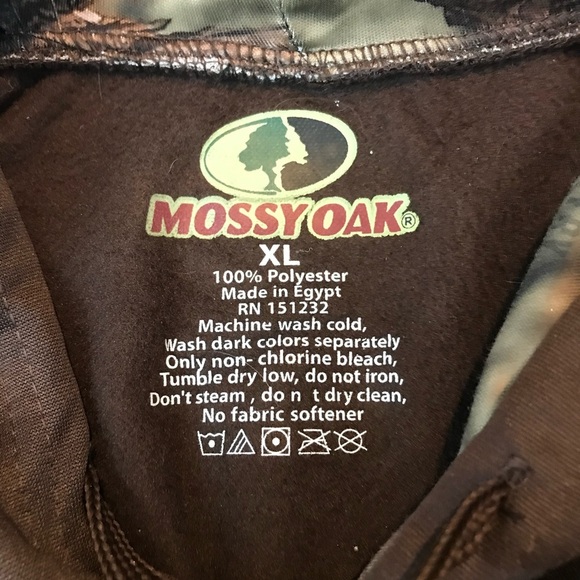 MOSSY OAK®
XL
100% Polyester
Made in Egypt
RN 151232
Machine wash cold,
Wash dark colors separately
Only non- chlorine bleach,
Tumble dry low, do not iron,
Don't steam , do n t dry clean,
No fabric softener